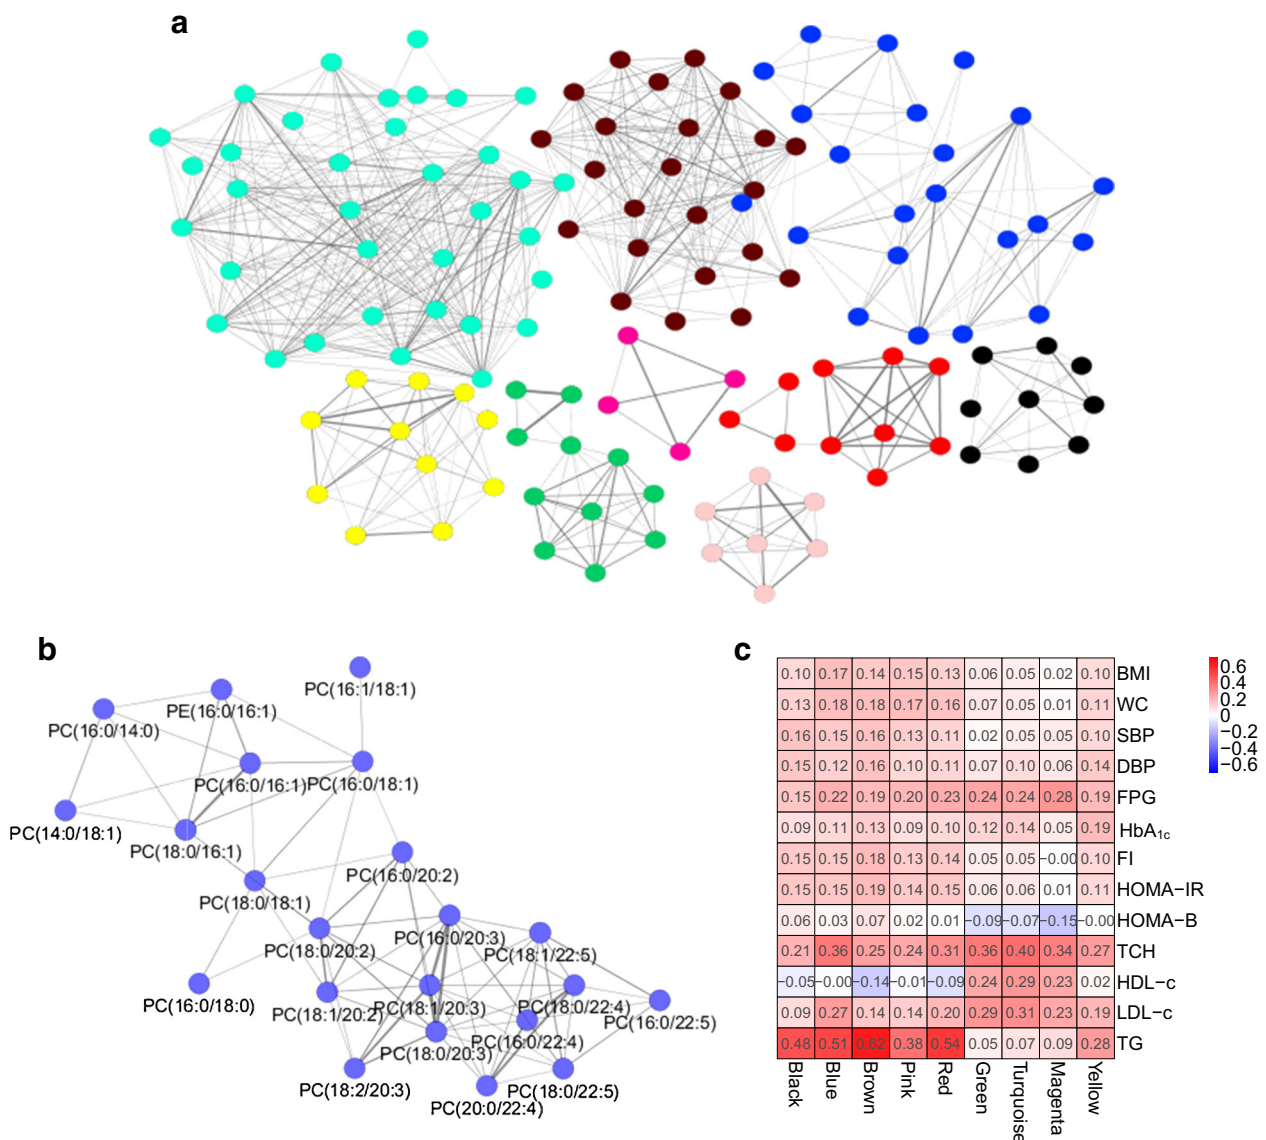 a
b
PC(16:1/18:1)
PE(16:0/16:1)
PC(16:0/14:0)
PC(16:0/16:1)
PC(16:0/18:1)
PC(14:0/18:1)
PC(18:0/16:1)
PC(16:0/20:2)
PC(18:0/18:1)
PC(16:0/20:3)
PC(18:0/20:2)
PC(18:1/22:5)
PC(16:0/18:0)
PC(18:1/20:2)
PC(18:1/20:3)
PC(18:0/22:4)
PC(16:0/22:5)
PC(16:0/22:4)
PC(18:0/20:3)
PC(18:2/20:3)
PC(18:0/22:5)
PC(20:0/22:4)
c
0.10 0.17 0.14 0.15 0.13 0.06 0.05 0.02 0.10 BMI
0.13 0.18 0.18 0.17 0.16 0.07 0.05 0.01 0.11 WC
0.16 0.15 0.16 0.13 0.11 0.02 0.05 0.05 0.10 SBP
0.15 0.12 0.16 0.10 0.11 0.07 0.10 0.06 0.14 DBP
0.15 0.22 0.19 0.20 0.23 0.24 0.24 0.28 0.19 FPG
0.09 0.11 0.13 0.09 0.10 0.12 0.14 0.05 0.19 HbA1c
0.15 0.15 0.18 0.13 0.14 0.05 0.05 −0.00 0.10 FI
0.15 0.15 0.19 0.14 0.15 0.06 0.06 0.01 0.11 HOMA−IR
0.06 0.03 0.07 0.02 0.01 −0.09 −0.07 −0.15 −0.00 HOMA−B
0.21 0.36 0.25 0.24 0.31 0.36 0.40 0.34 0.27 TCH
−0.05 −0.00 −0.14 −0.01 −0.09 0.24 0.29 0.23 0.02 HDL−c
0.09 0.27 0.14 0.14 0.20 0.29 0.31 0.23 0.19 LDL−c
0.48 0.51 0.62 0.38 0.54 0.05 0.07 0.09 0.28 TG
Black Blue Brown Pink Red Green Turquoise Magenta Yellow
0.6
0.4
0.2
0
−0.2
−0.4
−0.6